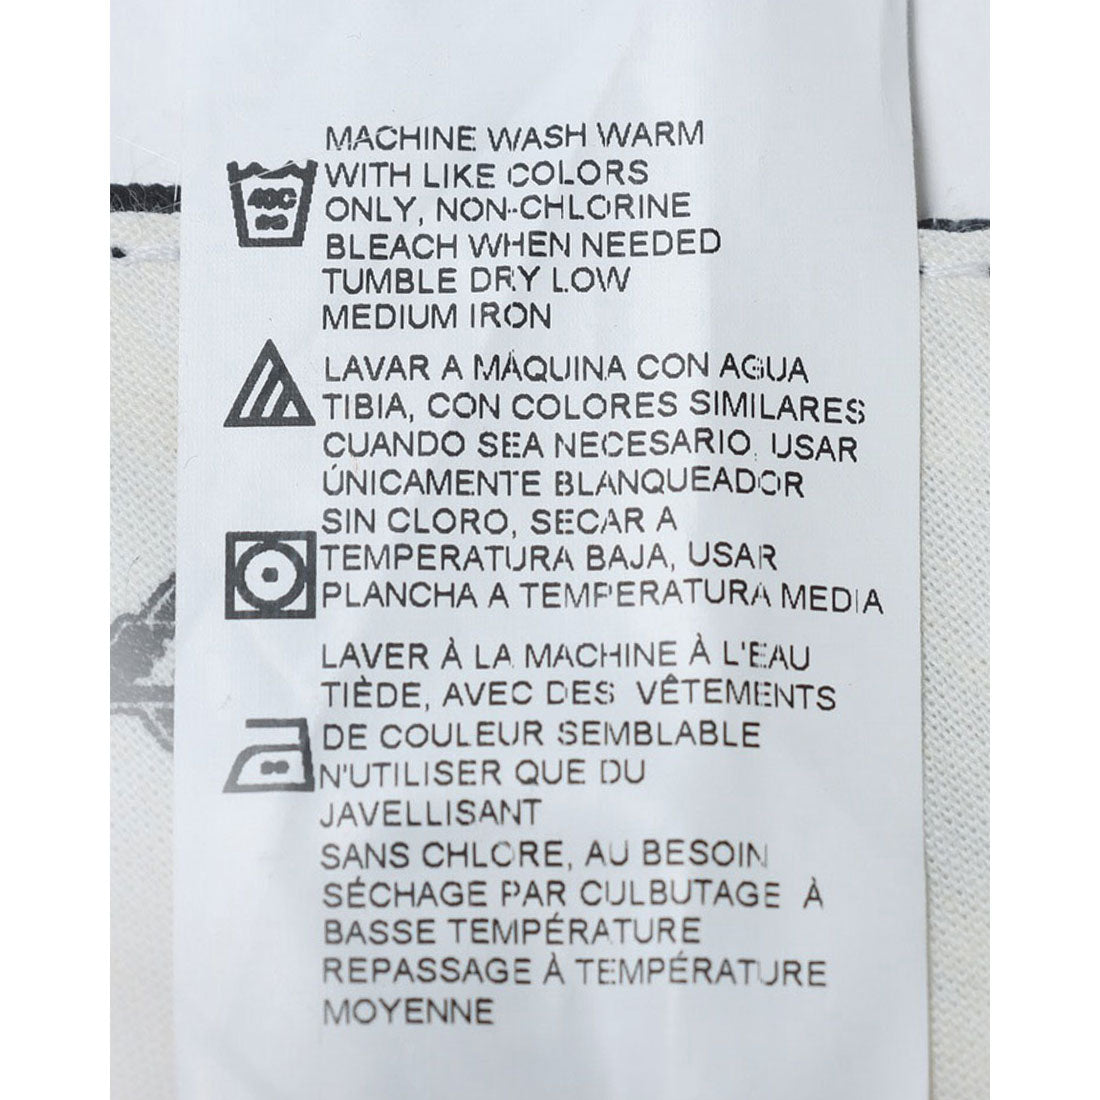 MACHINE WASH WARM
WITH LIKE COLORS
ONLY, NON-CHLORINE
BLEACH WHEN NEEDED
TUMBLE DRY LOW
MEDIUM IRON
40C
LAVAR A MÁQUINA CON AGUA
TIBIA, CON COLORES SIMILARES
CUANDO SEA NECESARIO, USAR
ÚNICAMENTE BLANQUEADOR
SIN CLORO, SECAR A
TEMPERATURA BAJA, USAR
PLANCHA A TEMPERATURA MEDIA
LAVER À LA MACHINE À L'EAU
TIÈDE, AVEC DES VÊTEMENTS
DE COULEUR SEMBLABLE
N'UTILISER QUE DU
JAVELLISANT
SANS CHLORE, AU BESOIN
SÉCHAGE PAR CULBUTAGE À
BASSE TEMPÉRATURE
REPASSAGE À TEMPÉRATURE
MOYENNE